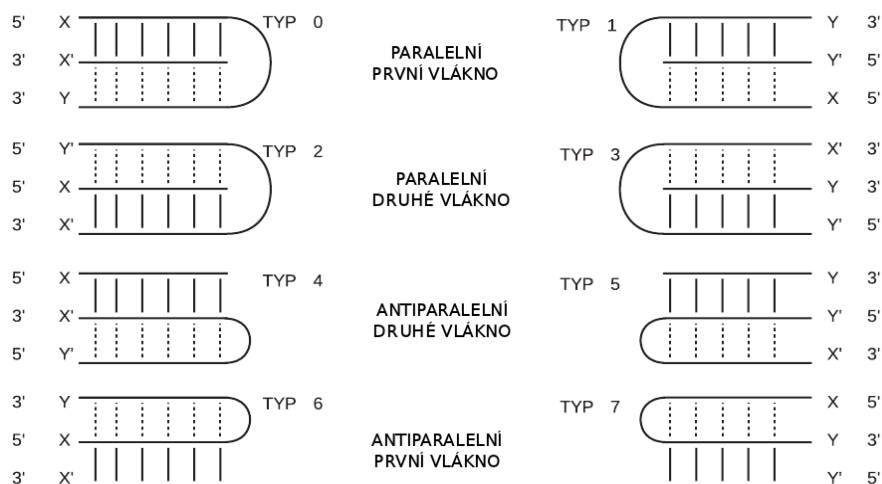 5' X TYP 0 TYP 1 Y 3'
PARALELNÍ
PRVNÍ VLÁKNO
3' X' Y' 5'
3' Y X 5'
5' Y' TYP 2 TYP 3 X' 3'
PARALELNÍ
DRUHÉ VLÁKNO
5' X Y 3'
3' X' Y' 5'
5' X TYP 4 TYP 5 Y 3'
ANTIPARALELNÍ
DRUHÉ VLÁKNO
3' X' Y' 5'
5' Y' X' 3'
3' Y TYP 6 TYP 7 X 5'
5' X Y 3'
ANTIPARALELNÍ
PRVNÍ VLÁKNO
3' X' Y' 5'